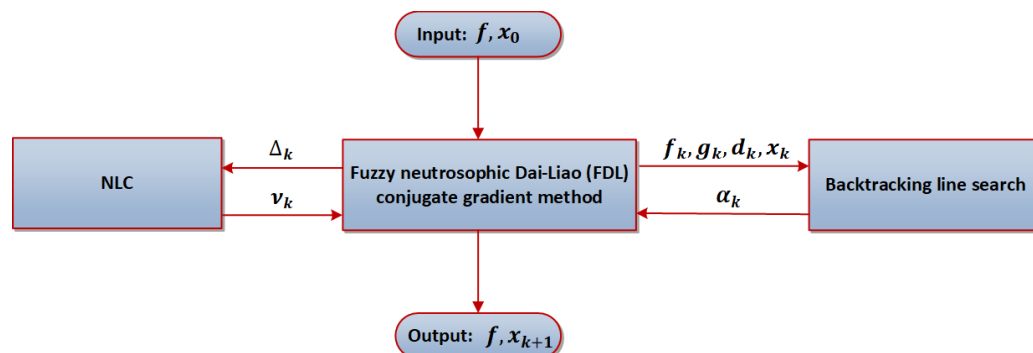 Input: f, x₀
NLC
Δₖ
νₖ
Fuzzy neutrosophic Dai-Liao (FDL)
conjugate gradient method
fₖ, gₖ, dₖ, xₖ
αₖ
Backtracking line search
Output: f, xₖ₊₁